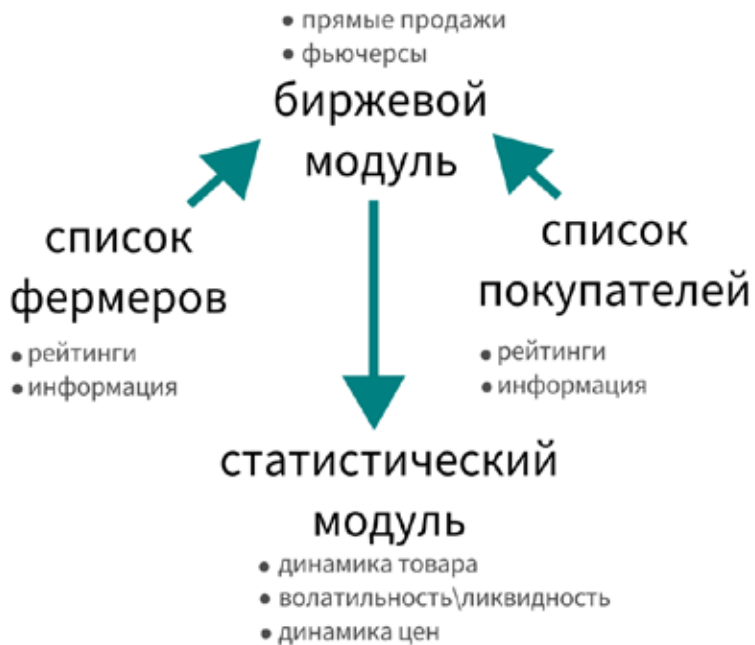 • прямые продажи
• фьючерсы
биржевой
модуль
список
фермеров
• рейтинги
• информация
список
покупателей
• рейтинги
• информация
статистический
модуль
• динамика товара
• волатильность\ликвидность
• динамика цен